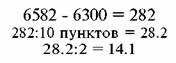 6582 - 6300 = 282
282:10 пунктов = 28.2
28.2:2 = 14.1